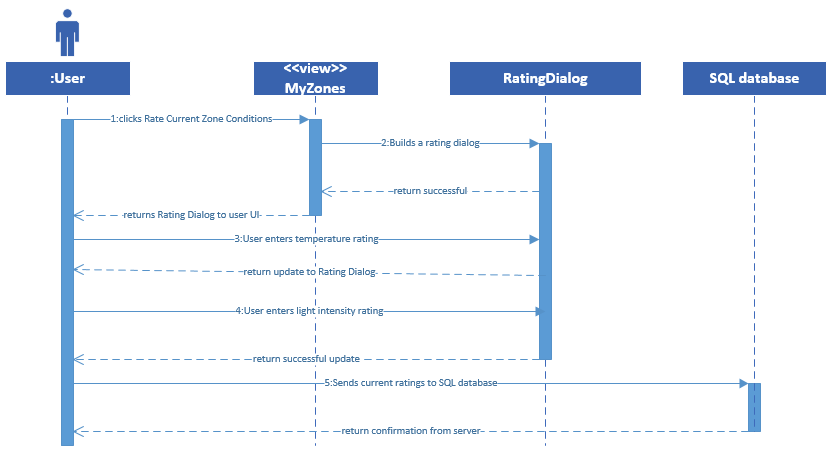 :User
<<view>>
MyZones
RatingDialog
SQL database
1:clicks Rate Current Zone Conditions
2:Builds a rating dialog
return successful
returns Rating Dialog to user UI
3:User enters temperature rating
return update to Rating Dialog
4:User enters light intensity rating
return successful update
5:Sends current ratings to SQL database
return confirmation from server